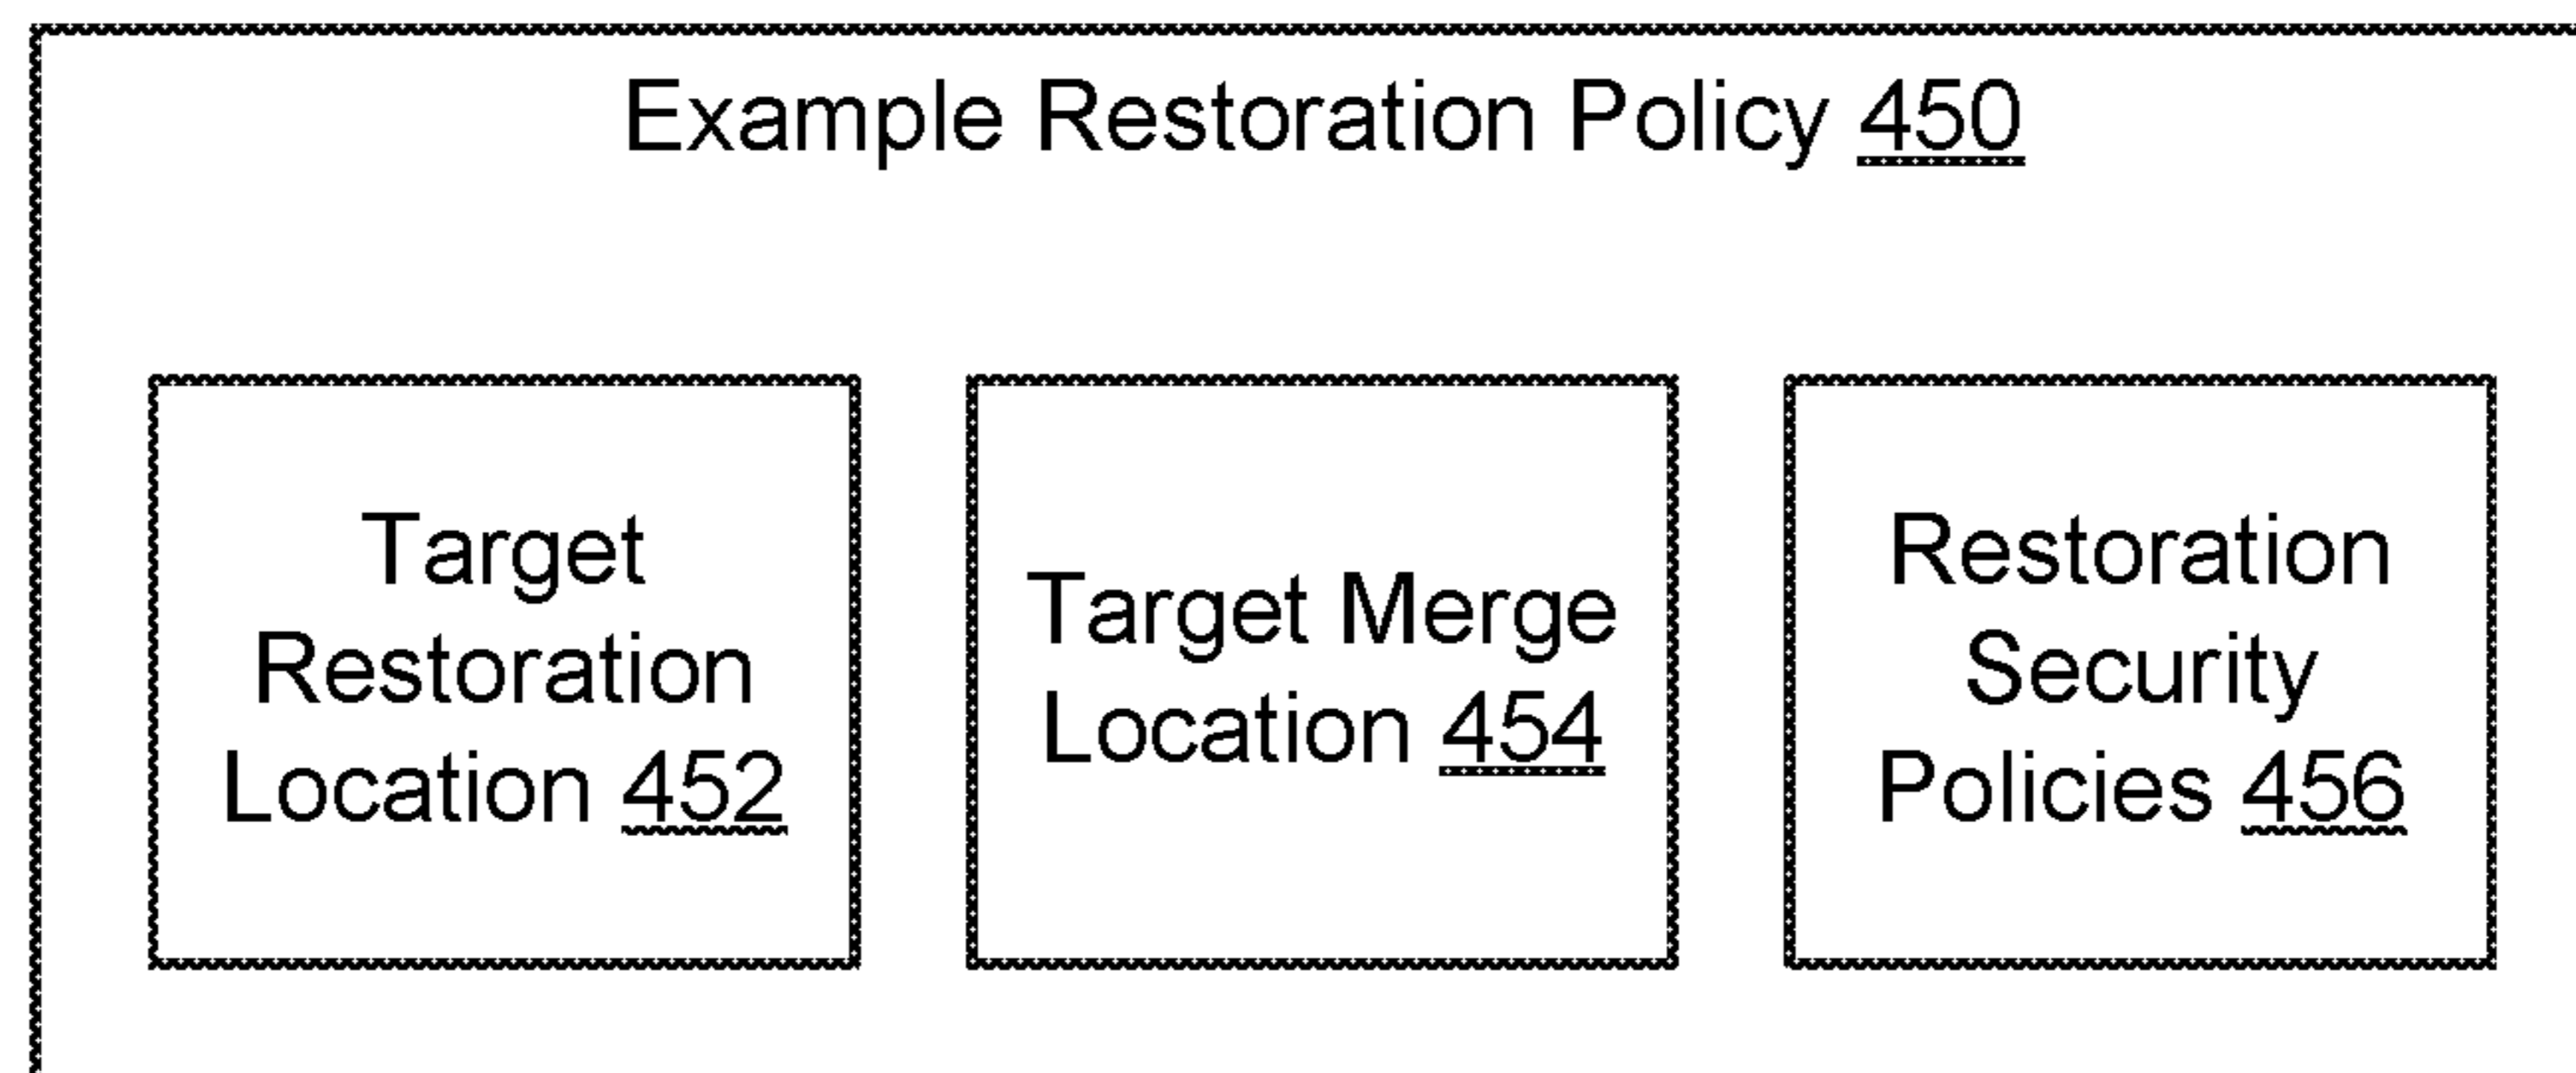 Example Restoration Policy 450
Target
Restoration
Location 452
Target Merge
Location 454
Restoration
Security
Policies 456